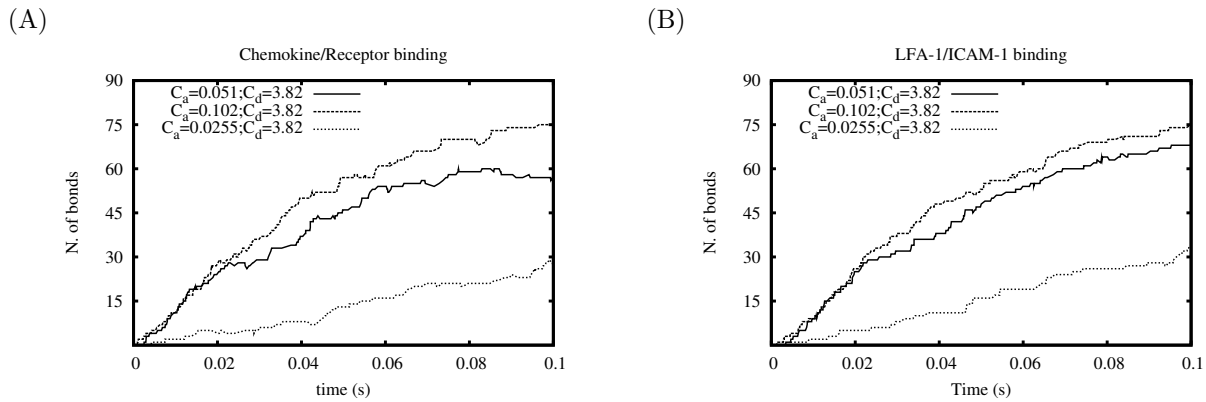 (A)
Chemokine/Receptor binding
90
75
60
45
30
15
N. of bonds
C_a=0.051;C_d=3.82
C_a=0.102;C_d=3.82
C_a=0.0255;C_d=3.82
0
0.02
0.04
0.06
0.08
0.1
time (s)
(B)
LFA-1/ICAM-1 binding
90
75
60
45
30
15
N. of bonds
C_a=0.051;C_d=3.82
C_a=0.102;C_d=3.82
C_a=0.0255;C_d=3.82
0
0.02
0.04
0.06
0.08
0.1
Time (s)